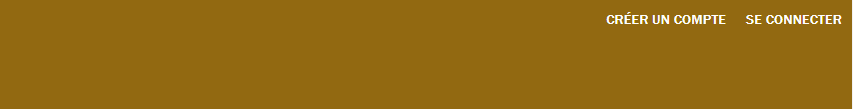 CRÉER UN COMPTE SE CONNECTER